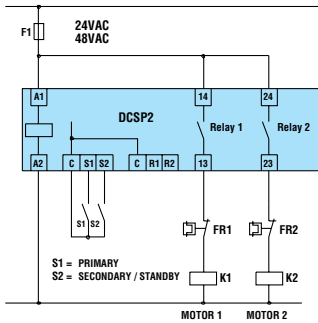 F1
24VAC
48VAC
A1
14
24
DCSP2
Relay 1
Relay 2
A2
C
S1
S2
C
R1
R2
13
23
S1
S2
FR1
FR2
S1 = PRIMARY
S2 = SECONDARY / STANDBY
K1
K2
MOTOR 1
MOTOR 2